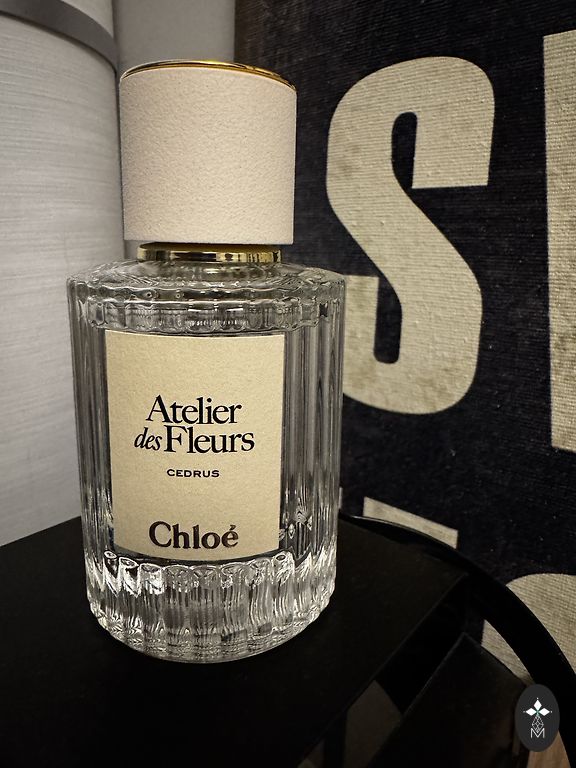 Atelier
des Fleurs
CEDRUS
Chloé
S
M